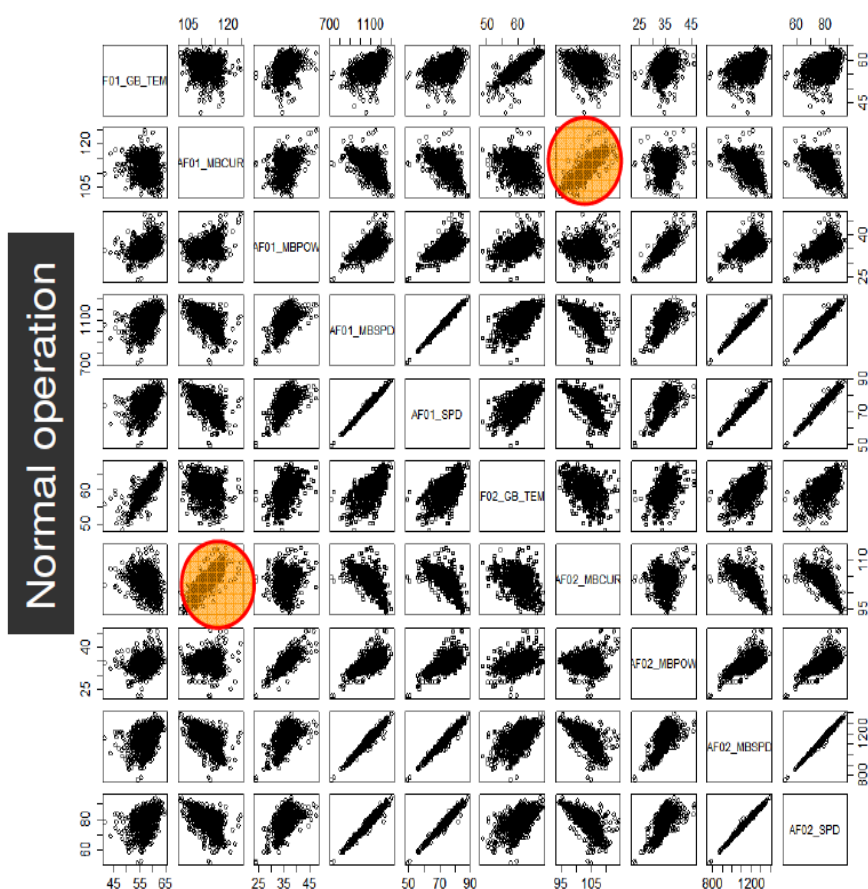 105 120
700 1100
50 60
25 35 45
60 80
F01_GB_TEM
45 60
105 120
AF01_MBCUR
AF01_MBPOW
25 40
700 1100
AF01_MBSPD
AF01_SPD
50 70 90
50 60
F02_GB_TEM
AF02_MBCUR
95 110
25 40
AF02_MBPOW
AF02_MBSPD
800 1200
60 80
AF02_SPD
45 55 65
25 35 45
50 70 90
95 105
800 1200
Normal operation